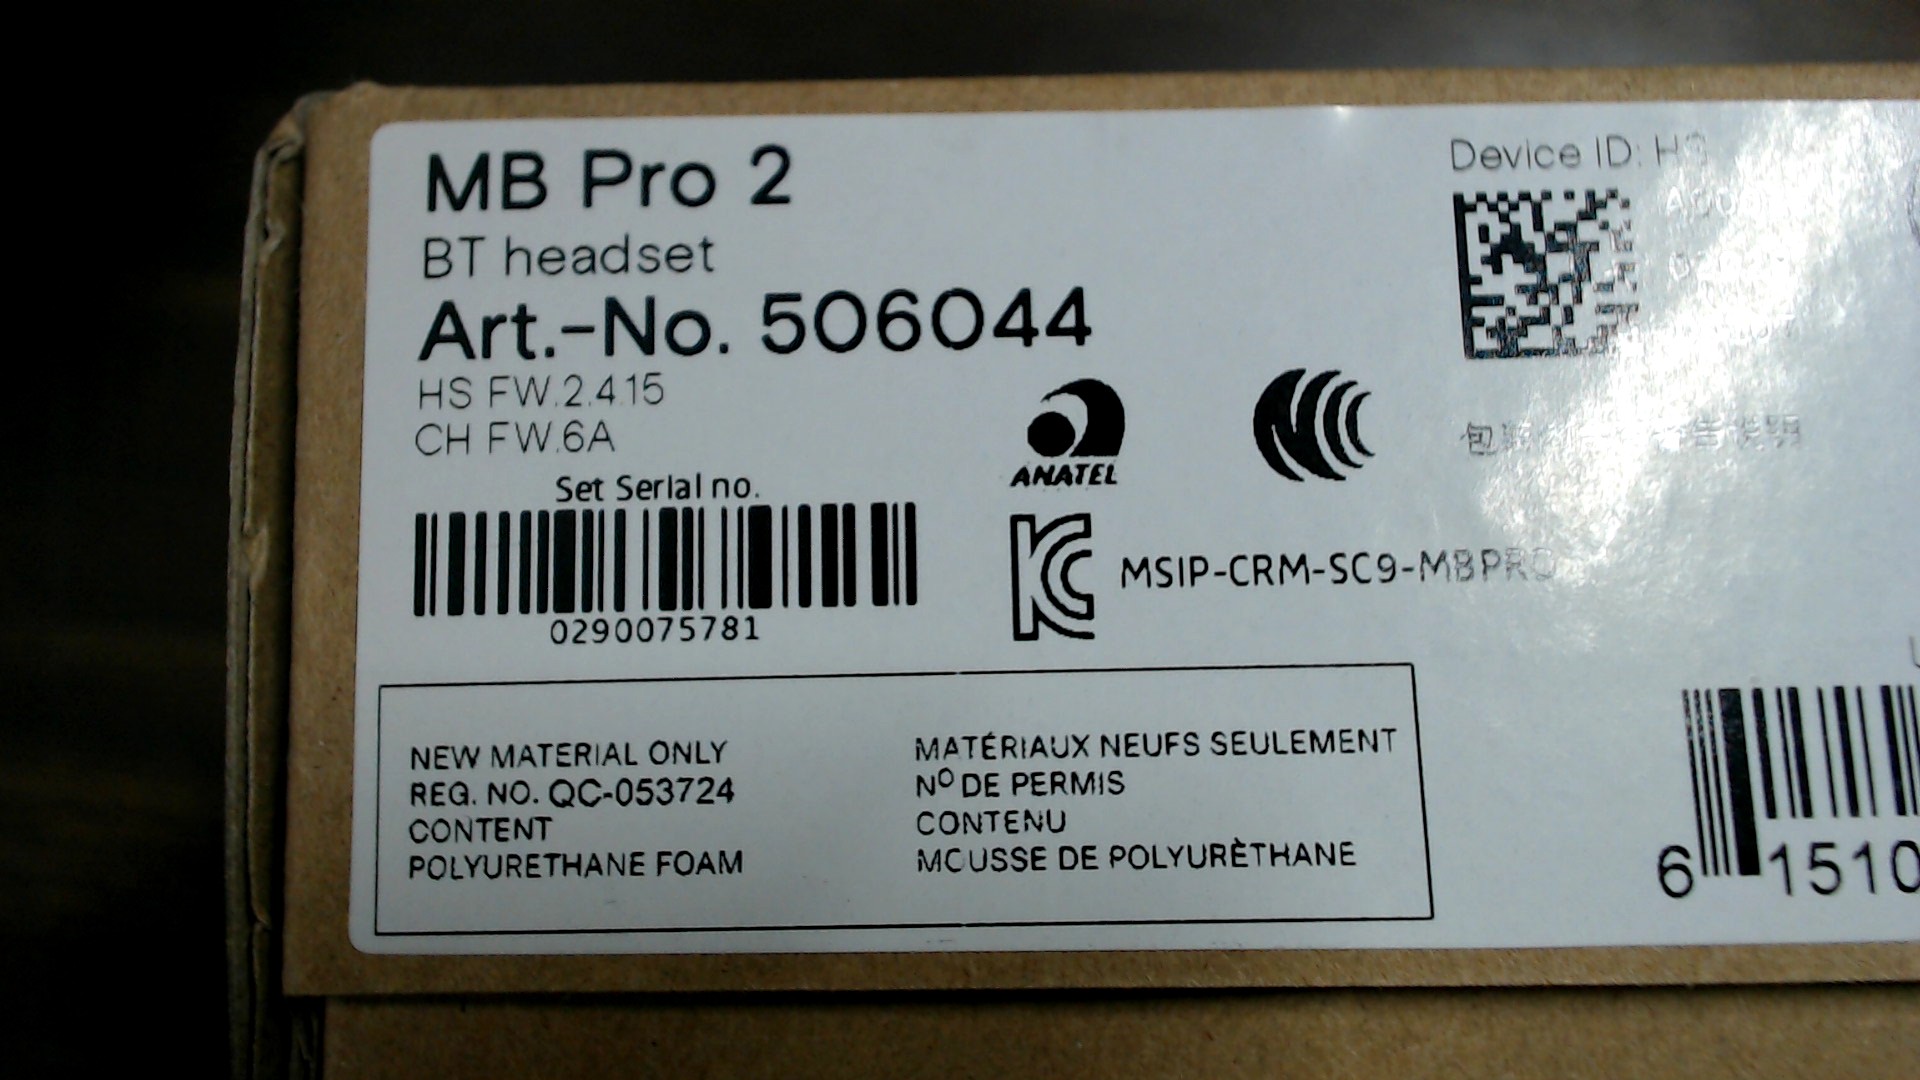 MB Pro 2
BT headset
Art.-No. 506044
HS FW.2.4.15
CH FW.6A
Set Serial no.
0290075781
ANATEL
MSIP-CRM-SC9-MBPRO
Device ID:
NEW MATERIAL ONLY
REG. NO. QC-053724
CONTENT
POLYURETHANE FOAM
MATÉRIAUX NEUFS SEULEMENT
Nº DE PERMIS
CONTENU
MOUSSE DE POLYURÈTHANE
6 1510